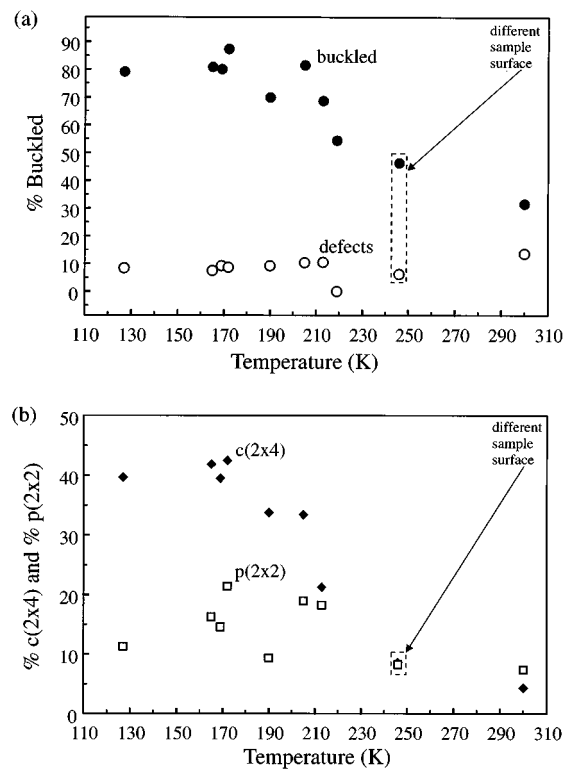 (a)
different
sample
surface
buckled
defects
% Buckled
90
80
70
60
50
40
30
20
10
0
110 130 150 170 190 210 230 250 270 290 310
Temperature (K)
(b)
different
sample
surface
c(2x4)
p(2x2)
% c(2x4) and % p(2x2)
50
40
30
20
10
0
110 130 150 170 190 210 230 250 270 290 310
Temperature (K)